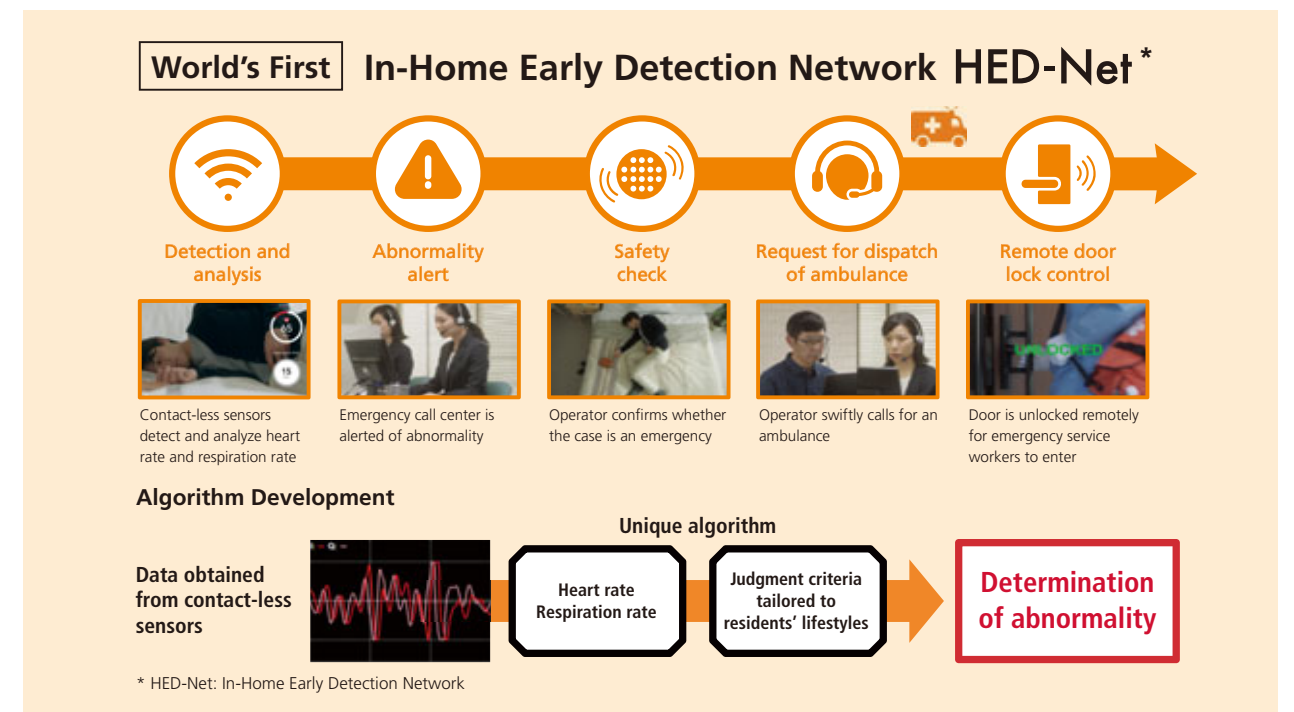 World's First In-Home Early Detection Network HED-Net*
Detection and
analysis
Abnormality
alert
Safety
check
Request for dispatch
of ambulance
Remote door
lock control
65
15
UNLOCKED
Contact-less sensors
detect and analyze heart
rate and respiration rate
Emergency call center is
alerted of abnormality
Operator confirms whether
the case is an emergency
Operator swiftly calls for an
ambulance
Door is unlocked remotely
for emergency service
workers to enter
Algorithm Development
Unique algorithm
Data obtained
from contact-less
sensors
Heart rate
Respiration rate
Judgment criteria
tailored to
residents' lifestyles
Determination
of abnormality
* HED-Net: In-Home Early Detection Network